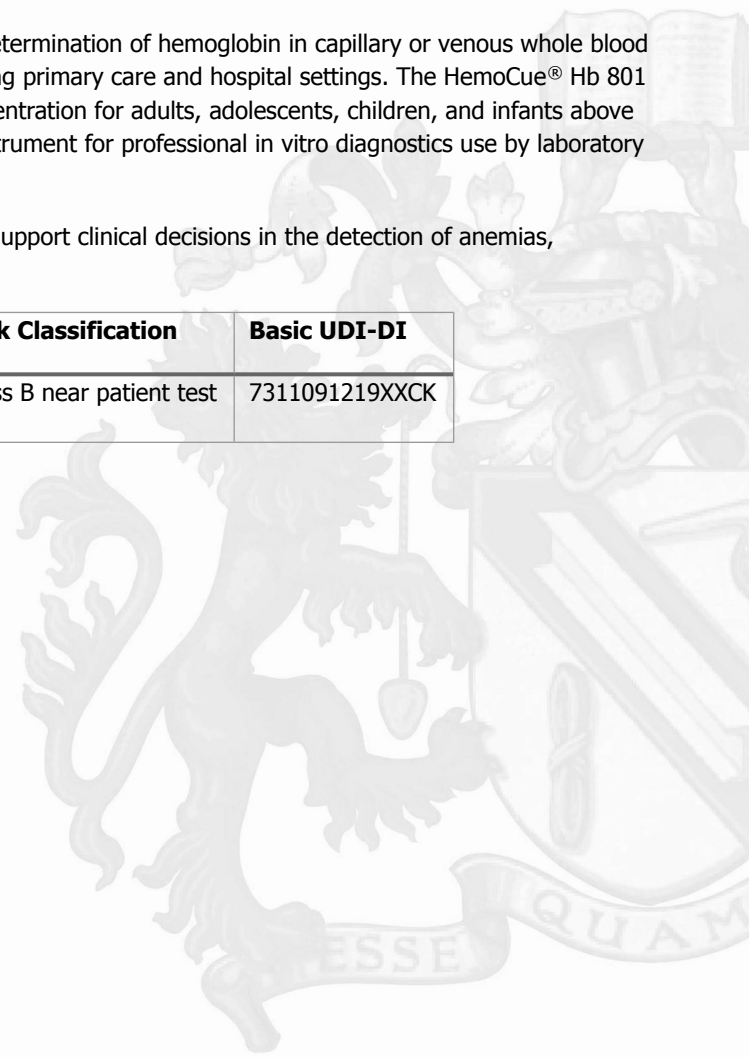 etermination of hemoglobin in capillary or venous whole blood
ng primary care and hospital settings. The HemoCue® Hb 801
entration for adults, adolescents, children, and infants above
trument for professional in vitro diagnostics use by laboratory
upport clinical decisions in the detection of anemias,
k Classification Basic UDI-DI
ss B near patient test 7311091219XXCK
ESSE QUAM